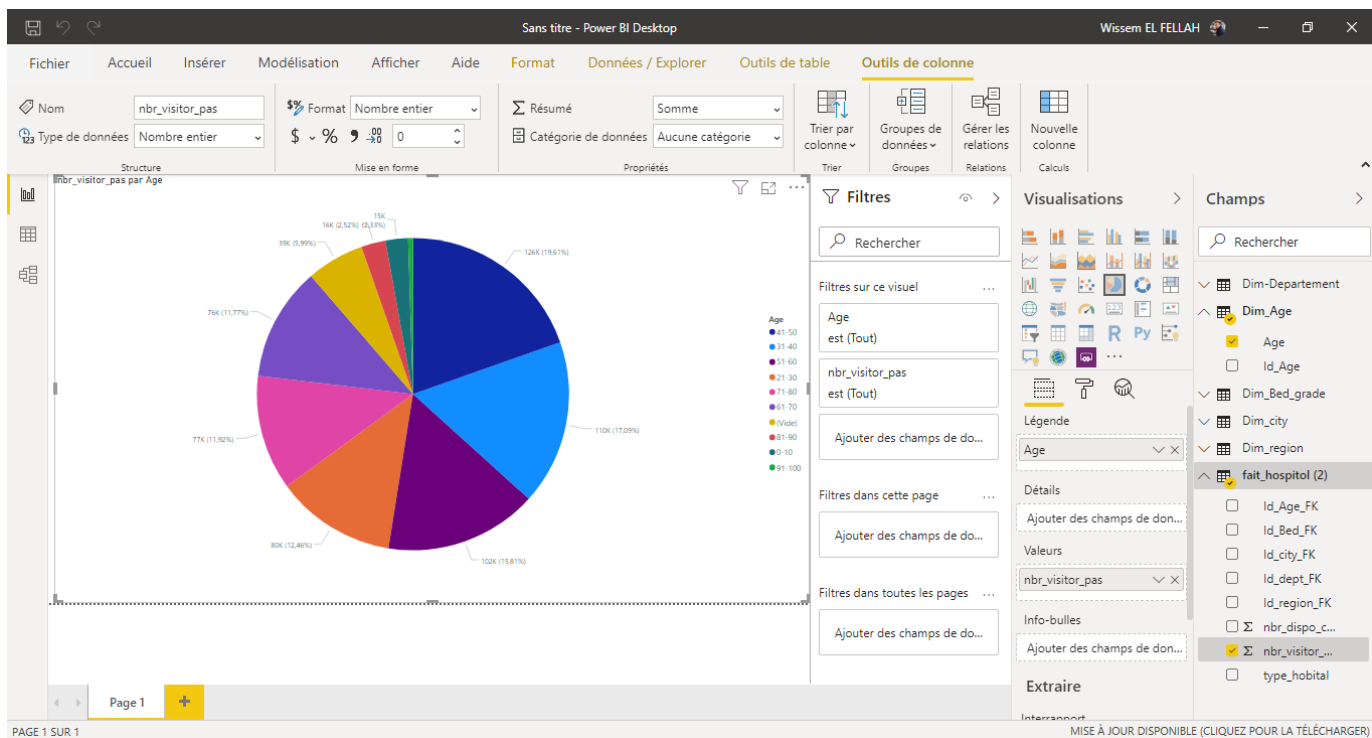 Sans titre - Power BI Desktop
Wissem EL FELLAH
Fichier Accueil Insérer Modélisation Afficher Aide Format Données / Explorer Outils de table Outils de colonne
Nom nbr_visitor_pas
Type de données Nombre entier
Structure
Format Nombre entier
$ % 0
Mise en forme
Résumé Somme
Catégorie de données Aucune catégorie
Propriétés
Trier par
colonne
Trier
Groupes de
données
Groupes
Gérer les
relations
Relations
Nouvelle
colonne
Calculs
nbr_visitor_pas par Age
126K (19,61%)
110K (17,09%)
102K (15,81%)
80K (12,46%)
77K (11,92%)
76K (11,77%)
39K (5,99%)
16K (2,52%)
15K
(2,33%)
Age
41-50
31-40
51-60
21-30
71-80
61-70
(Vide)
81-90
0-10
91-100
Filtres
Rechercher
Filtres sur ce visuel ...
Age
est (Tout)
nbr_visitor_pas
est (Tout)
Ajouter des champs de do...
Filtres dans cette page ...
Ajouter des champs de do...
Filtres dans toutes les pages ...
Ajouter des champs de do...
Visualisations
R Py
123
...
Légende
Age
Détails
Ajouter des champs de don...
Valeurs
nbr_visitor_pas
Info-bulles
Ajouter des champs de don...
Extraire
Interrapport
Champs
Rechercher
Dim-Departement
Dim_Age
Age
Id_Age
Dim_Bed_grade
Dim_city
Dim_region
fait_hospitol (2)
Id_Age_FK
Id_Bed_FK
Id_city_FK
Id_dept_FK
Id_region_FK
Σ nbr_dispo_c...
Σ nbr_visitor_...
type_hobital
Page 1 +
PAGE 1 SUR 1
MISE À JOUR DISPONIBLE (CLIQUEZ POUR LA TÉLÉCHARGER)